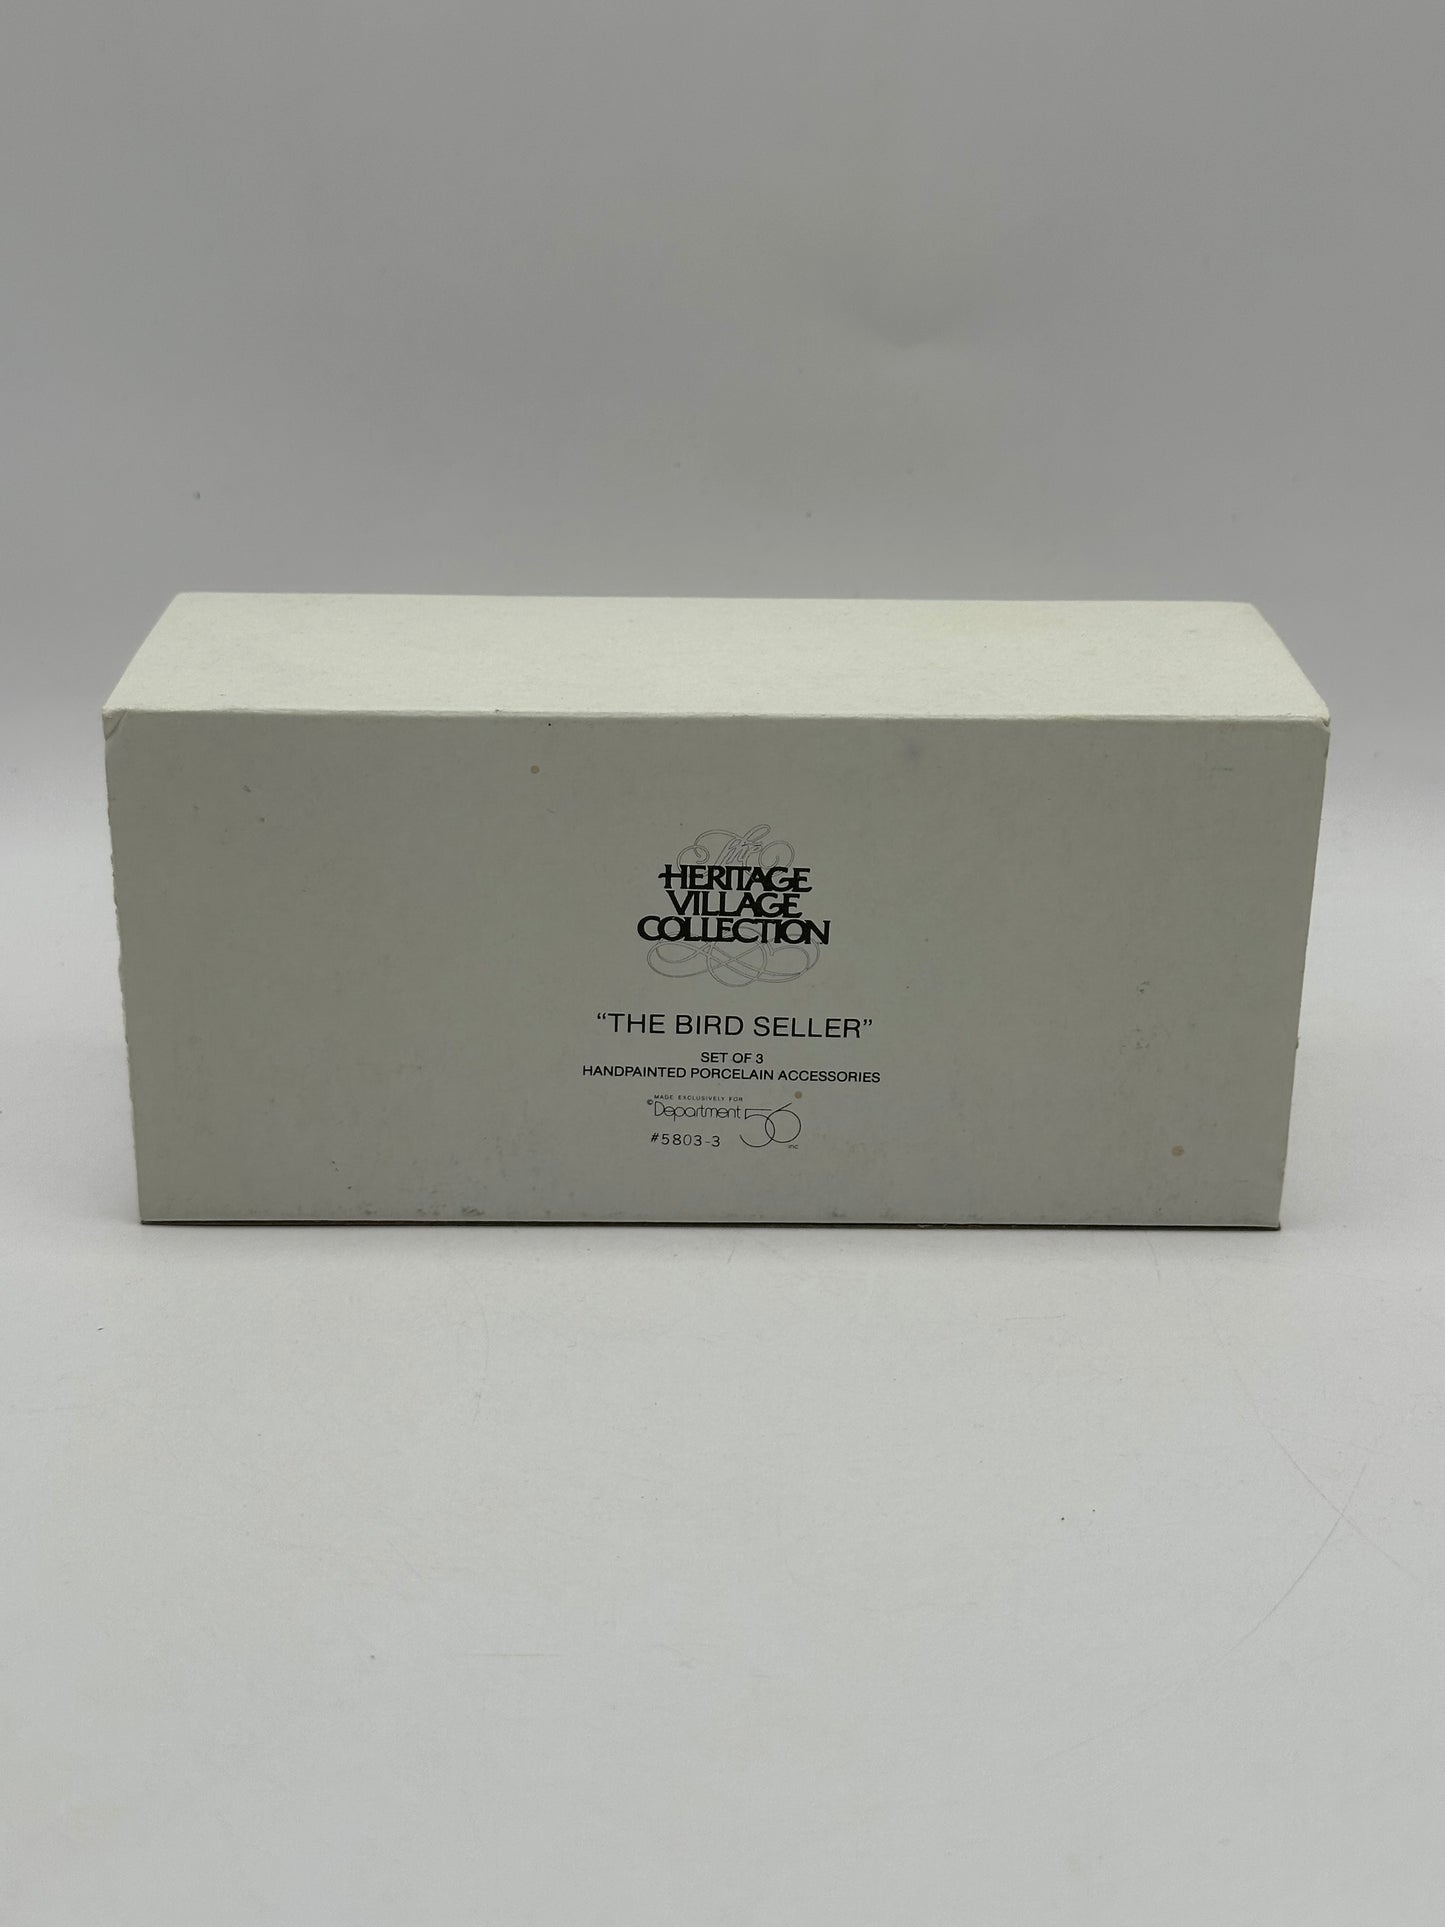 The
HERITAGE
VILLAGE
COLLECTION
“THE BIRD SELLER”
SET OF 3
HANDPAINTED PORCELAIN ACCESSORIES
MADE EXCLUSIVELY FOR
©Department 56 inc
#5803-3